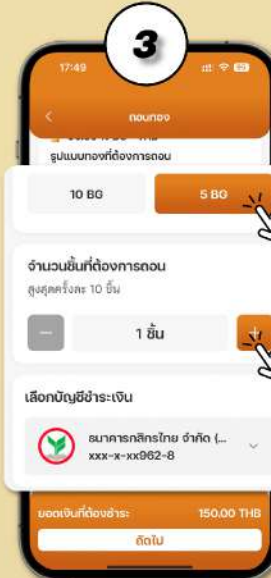 3
17:49
ถอนทอง
รูปแบบทองที่ต้องการถอน
10 BG
5 BG
จำนวนชิ้นที่ต้องการถอน
สูงสุดครั้งละ 10 ชิ้น
1 ชิ้น
เลือกบัญชีชำระเงิน
ธนาคารกสิกรไทย จำกัด (...
xxx-x-xx962-8
ยอดเงินที่ต้องชำระ
150.00 THB
ถัดไป